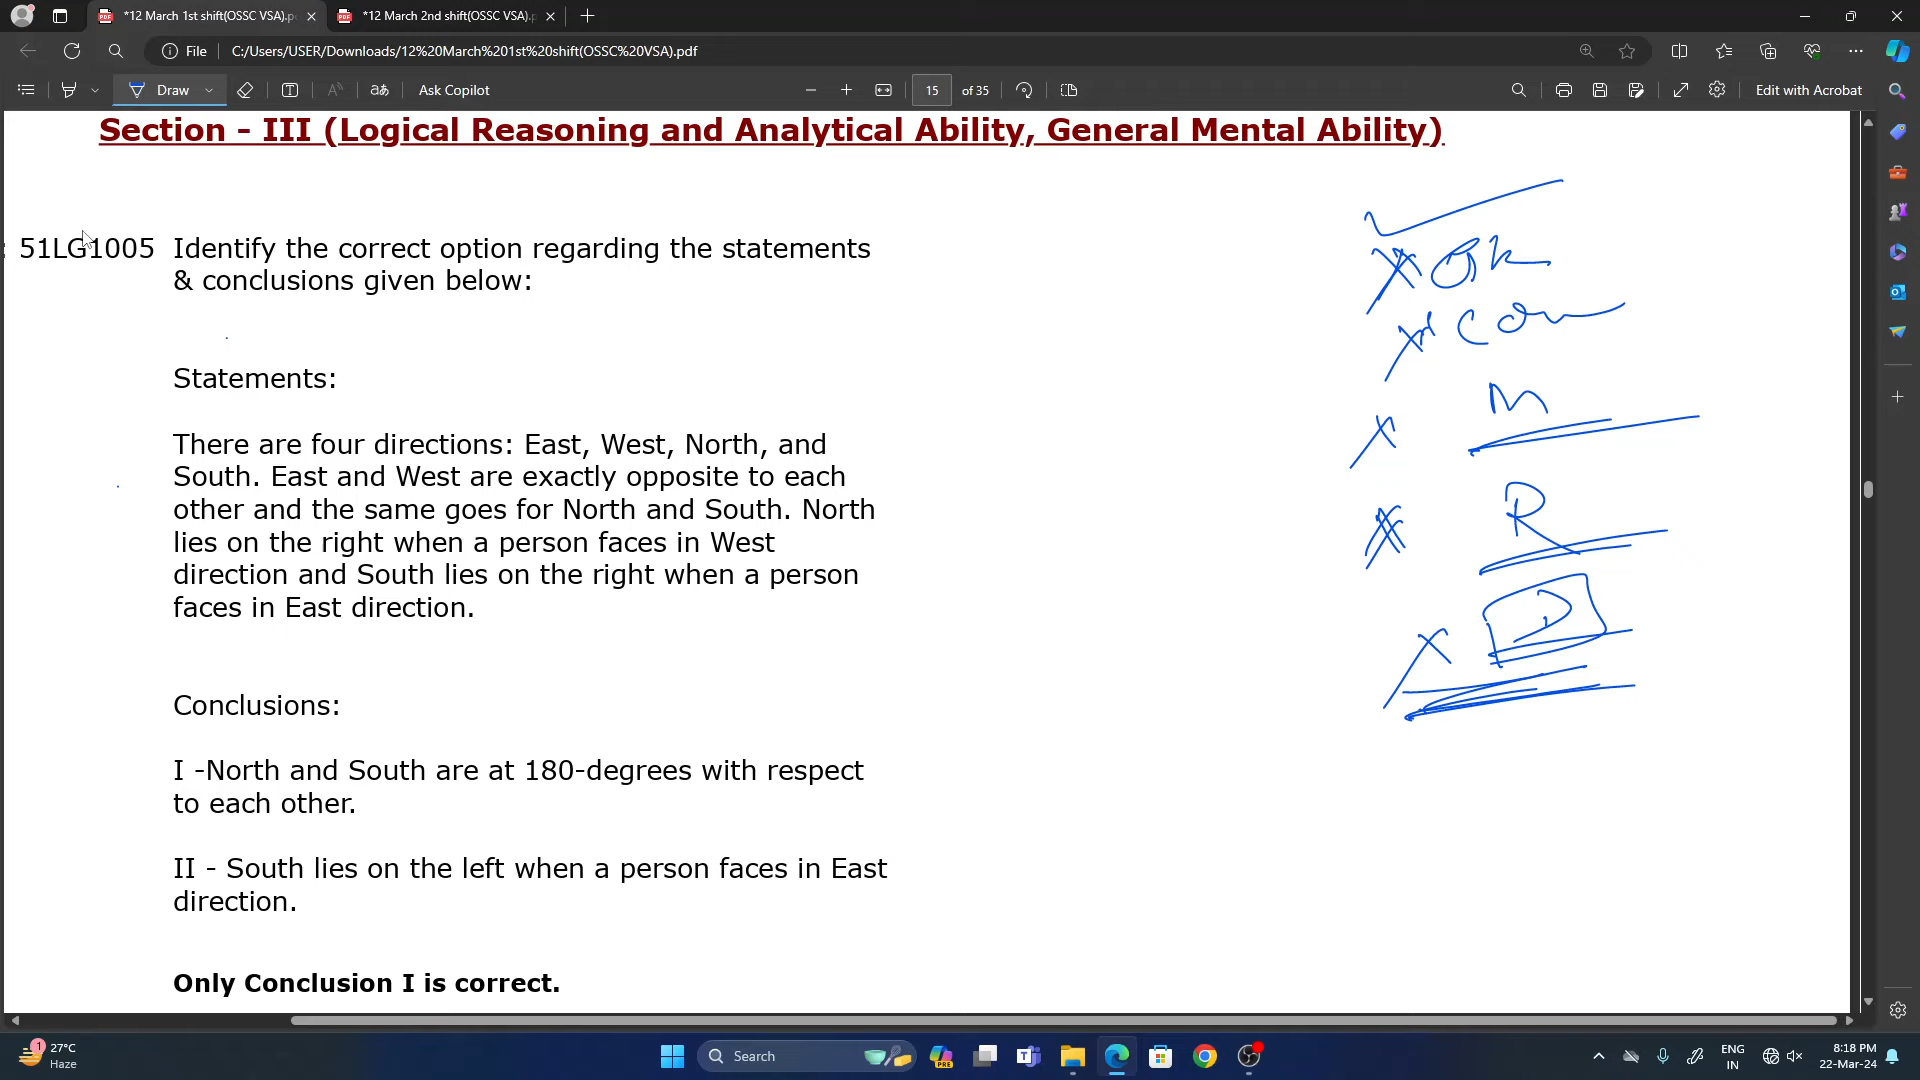 *12 March 1st shift(OSSC VSA).p
*12 March 2nd shift(OSSC VSA).p
File
C:/Users/USER/Downloads/12%20March%201st%20shift(OSSC%20VSA).pdf
Draw
aあ
Ask Copilot
15
of 35
Edit with Acrobat
Section - III (Logical Reasoning and Analytical Ability, General Mental Ability)
: 51LG1005 Identify the correct option regarding the statements
& conclusions given below:
Statements:
There are four directions: East, West, North, and
South. East and West are exactly opposite to each
other and the same goes for North and South. North
lies on the right when a person faces in West
direction and South lies on the right when a person
faces in East direction.
Conclusions:
I -North and South are at 180-degrees with respect
to each other.
II - South lies on the left when a person faces in East
direction.
Only Conclusion I is correct.
M
R
D
1
27°C
Haze
Search
PRE
ENG
IN
8:18 PM
22-Mar-24